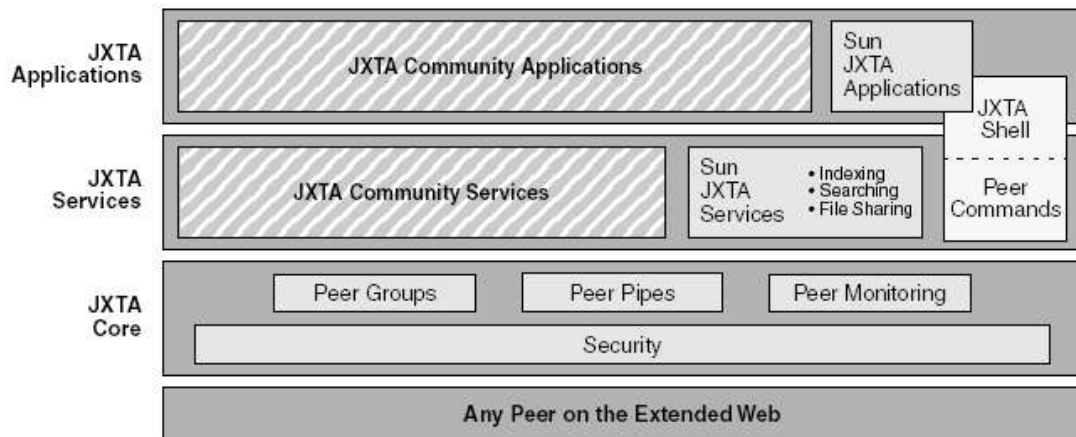 JXTA
Applications
JXTA Community Applications
Sun
JXTA
Applications
JXTA
Shell
Peer
Commands
JXTA
Services
JXTA Community Services
Sun
JXTA
Services
• Indexing
• Searching
• File Sharing
JXTA
Core
Peer Groups
Peer Pipes
Peer Monitoring
Security
Any Peer on the Extended Web